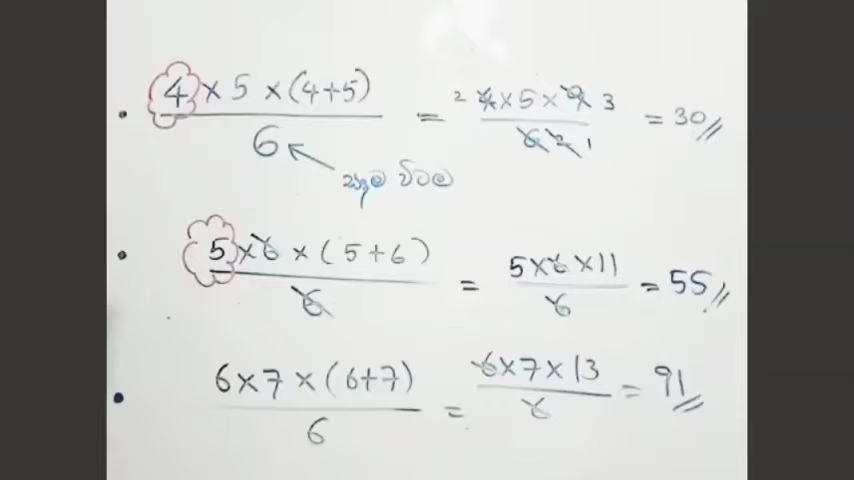 • 4 × 5 × (4+5) / 6 = 2 4 × 5 × 9 3 / 6 2 1 = 30
සෑම විටම
• 5 × 6 × (5+6) / 6 = 5 × 6 × 11 / 6 = 55
• 6 × 7 × (6+7) / 6 = 6 × 7 × 13 / 6 = 91